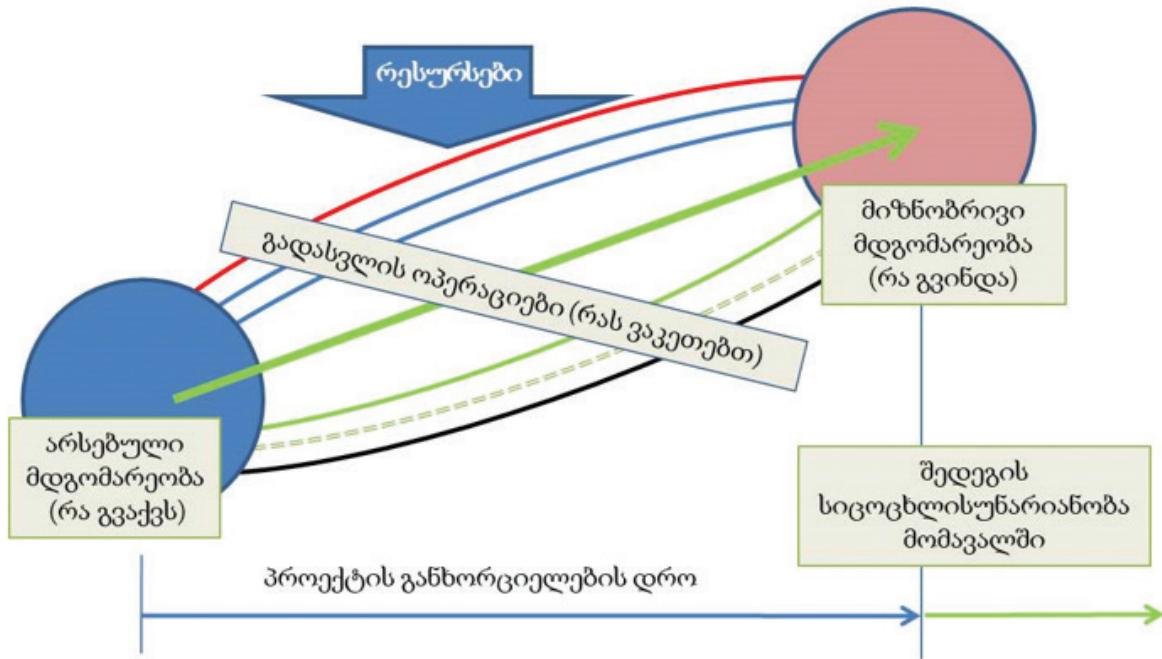 რესურსები
მიზნობრივი
მდგომარეობა
(რა გვინდა)
გადასვლის ოპერაციები (რას ვაკეთებთ)
არსებული
მდგომარეობა
(რა გვაქვს)
შედეგის
სიცოცხლისუნარიანობა
მომავალში
პროექტის განხორციელების დრო